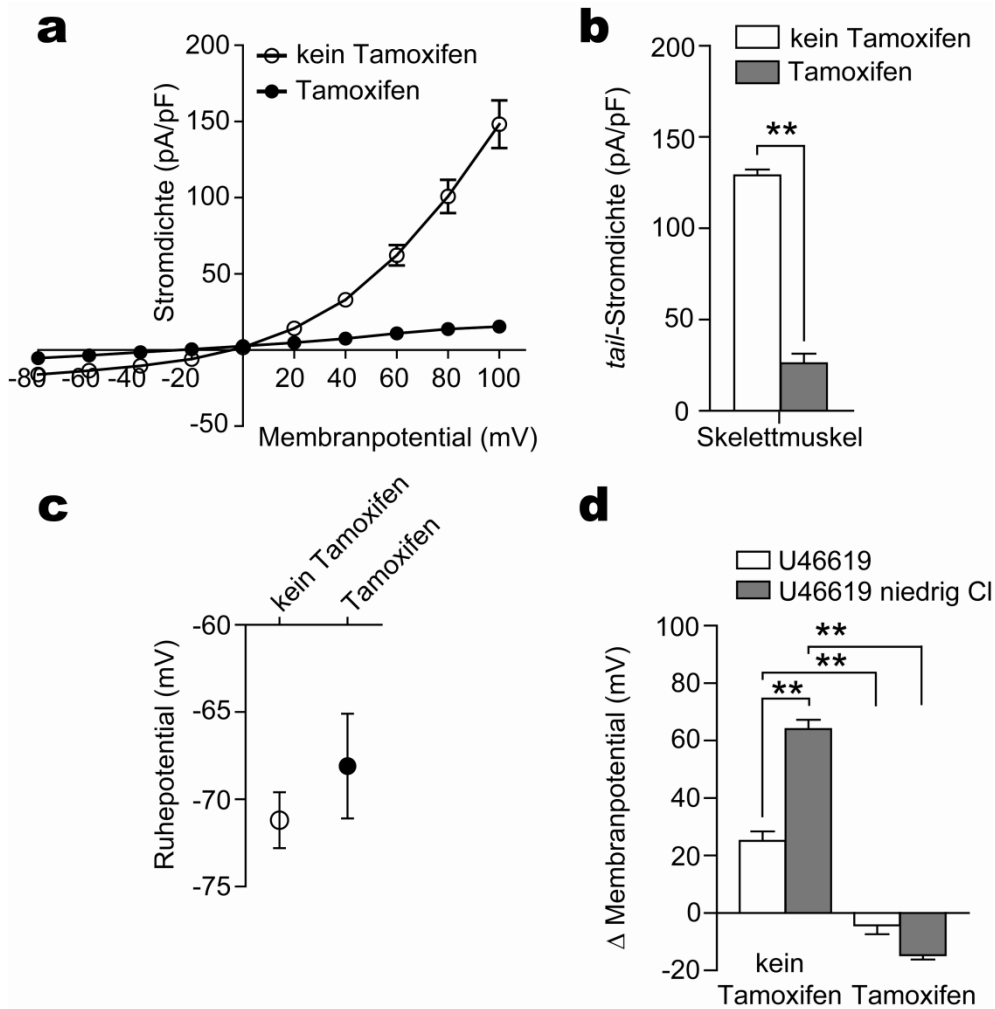 a
200
kein Tamoxifen
Tamoxifen
150
100
50
-50
Stromdichte (pA/pF)
-80 -60 -40 -20 20 40 60 80 100
Membranpotential (mV)
b
kein Tamoxifen
Tamoxifen
200
150
100
50
0
**
tail-Stromdichte (pA/pF)
Skelettmuskel
c
kein Tamoxifen
Tamoxifen
-60
-65
-70
-75
Ruhepotential (mV)
d
U46619
U46619 niedrig Cl
100
80
60
40
20
0
-20
**
**
**
Δ Membranpotential (mV)
kein
Tamoxifen Tamoxifen